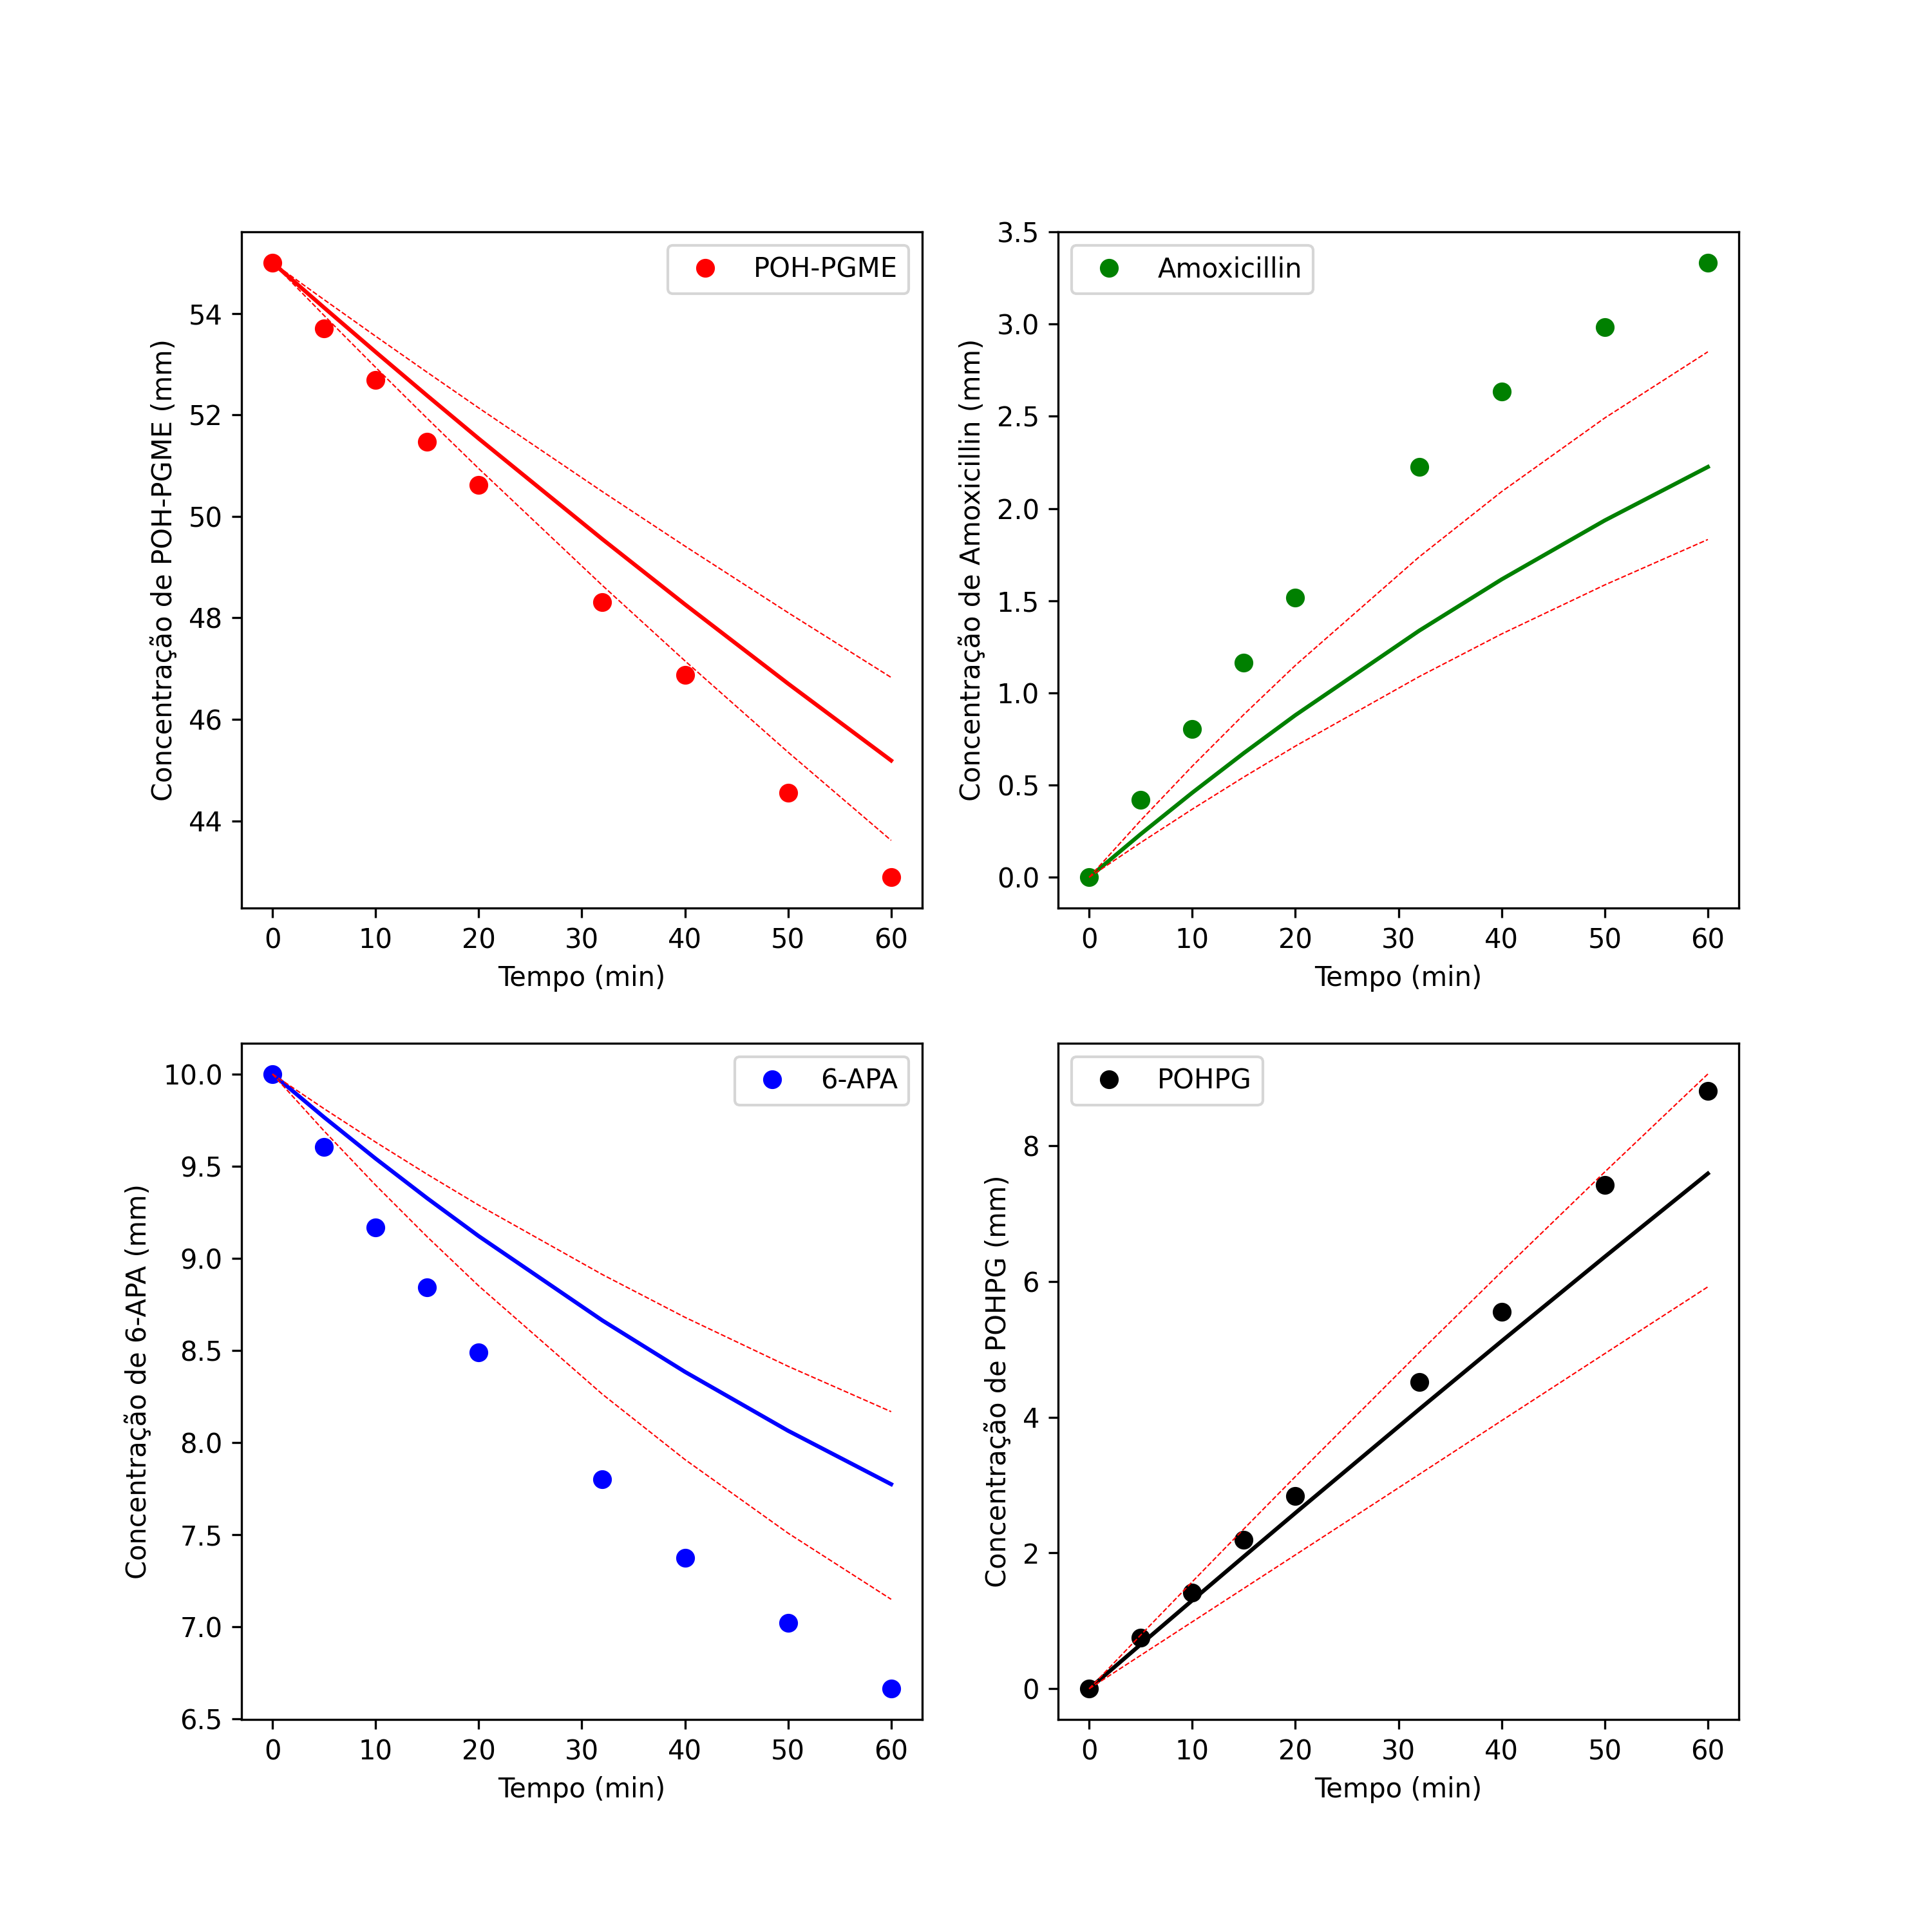 POH-PGME
Concentração de POH-PGME (mm)
54
52
50
48
46
44
0 10 20 30 40 50 60
Tempo (min)
Amoxicillin
Concentração de Amoxicillin (mm)
3.5
3.0
2.5
2.0
1.5
1.0
0.5
0.0
0 10 20 30 40 50 60
Tempo (min)
6-APA
Concentração de 6-APA (mm)
10.0
9.5
9.0
8.5
8.0
7.5
7.0
6.5
0 10 20 30 40 50 60
Tempo (min)
POHPG
Concentração de POHPG (mm)
8
6
4
2
0
0 10 20 30 40 50 60
Tempo (min)